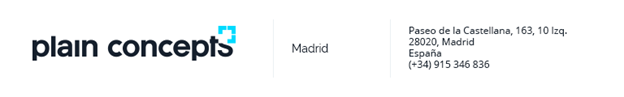 plain concepts
Madrid
Paseo de la Castellana, 163, 10 Izq.
28020, Madrid
España
(+34) 915 346 836